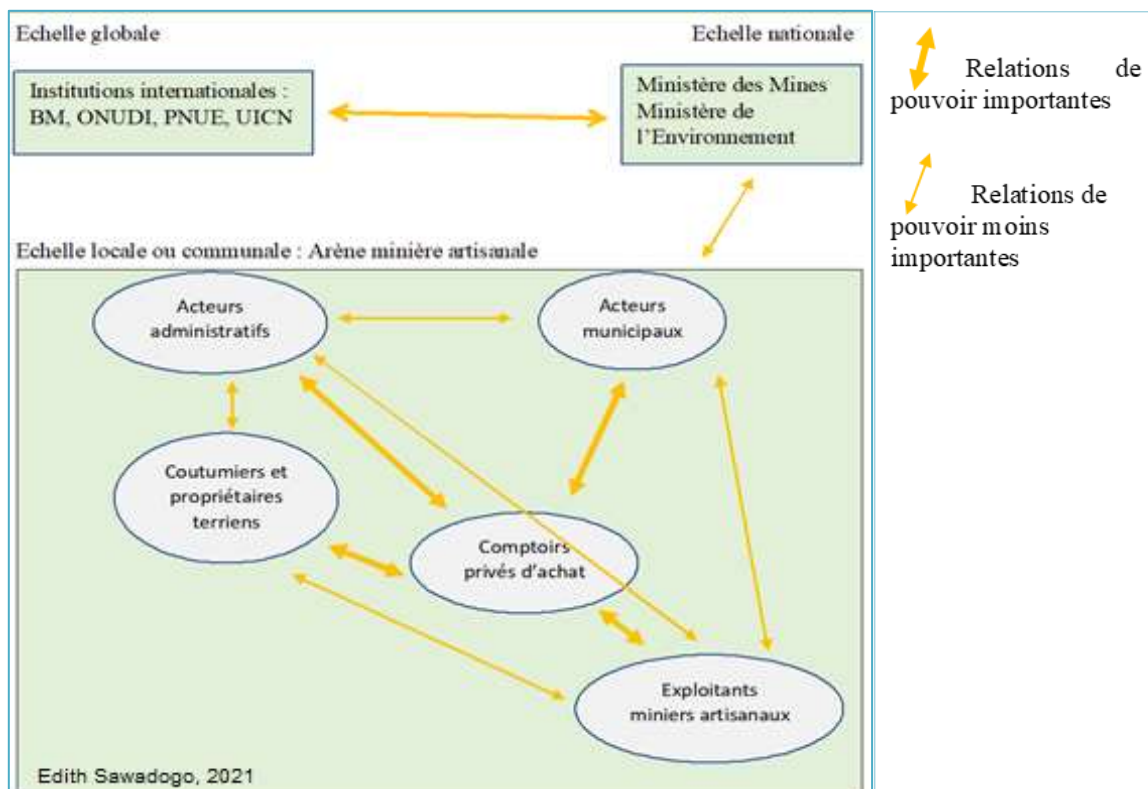 Echelle globale
Echelle nationale
Institutions internationales :
BM, ONUDI, PNUE, UICN
Ministère des Mines
Ministère de
l'Environnement
Echelle locale ou communale : Arène minière artisanale
Acteurs
administratifs
Acteurs
municipaux
Coutumiers et
propriétaires
terriens
Comptoirs
privés d'achat
Exploitants
miniers artisanaux
Edith Sawadogo, 2021
Relations de
pouvoir importantes
Relations de
pouvoir moins
importantes